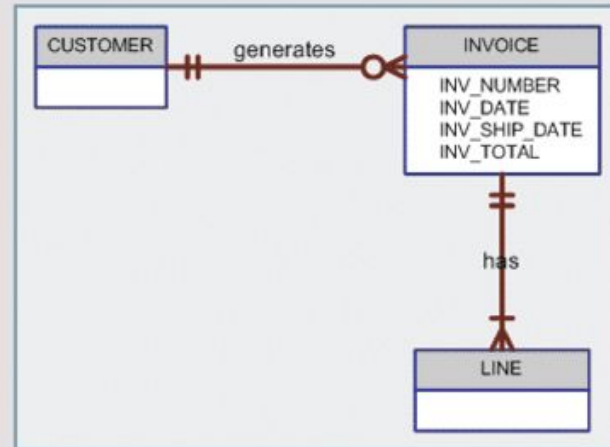 CUSTOMER
generates
INVOICE
INV_NUMBER
INV_DATE
INV_SHIP_DATE
INV_TOTAL
has
LINE